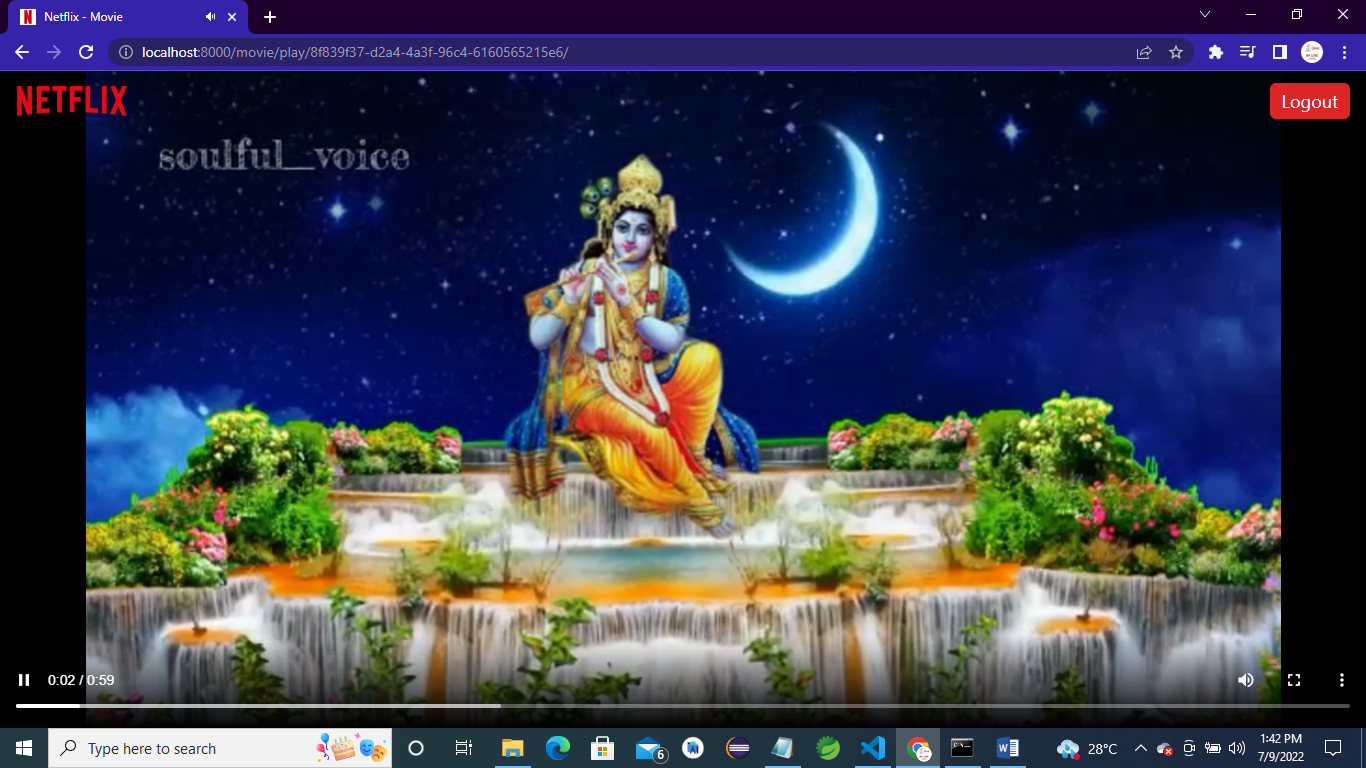 Netflix - Movie
localhost:8000/movie/play/8f839f37-d2a4-4a3f-96c4-6160565215e6/
NETFLIX
Logout
soulful_voice
0:02 / 0:59
Type here to search
6
28°C
1:42 PM
7/9/2022